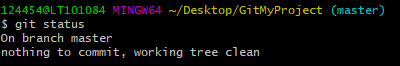 124454@LT101084 MINGW64 ~/Desktop/GitMyProject (master)
$ git status
On branch master
nothing to commit, working tree clean